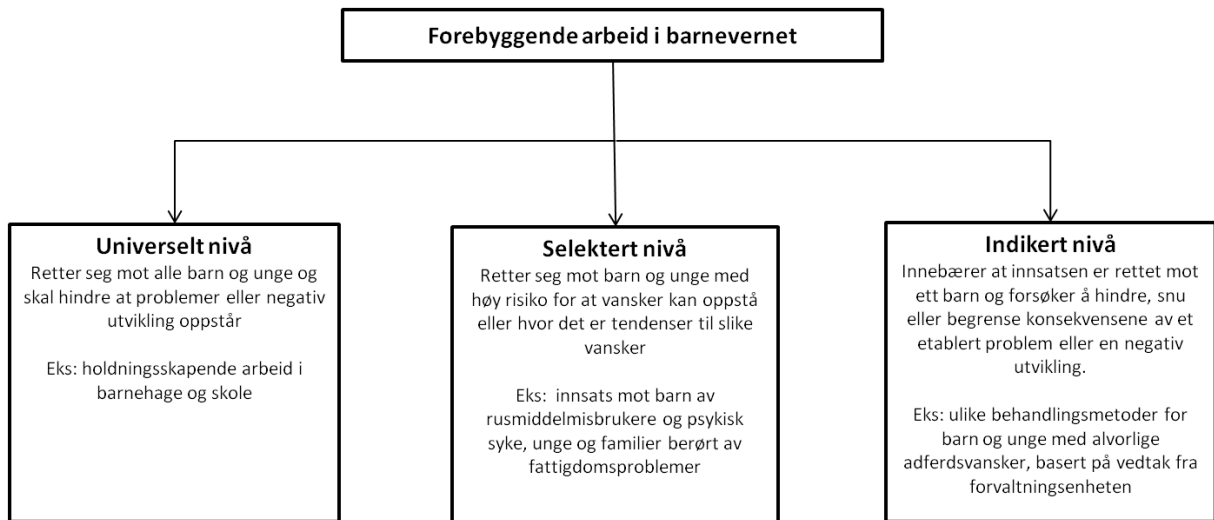 Forebyggende arbeid i barnevernet
Universelt nivå
Retter seg mot alle barn og unge og
skal hindre at problemer eller negativ
utvikling oppstår
Eks: holdningsskapende arbeid i
barnehage og skole
Selektert nivå
Retter seg mot barn og unge med
høy risiko for at vansker kan oppstå
eller hvor det er tendenser til slike
vansker
Eks: innsats mot barn av
rusmiddelmisbrukere og psykisk
syke, unge og familier berørt av
fattigdomsproblemer
Indikert nivå
Innebærer at innsatsen er rettet mot
ett barn og forsøker å hindre, snu
eller begrense konsekvensene av et
etablert problem eller en negativ
utvikling.
Eks: ulike behandlingsmetoder for
barn og unge med alvorlige
adferdsvansker, basert på vedtak fra
forvaltningsenheten